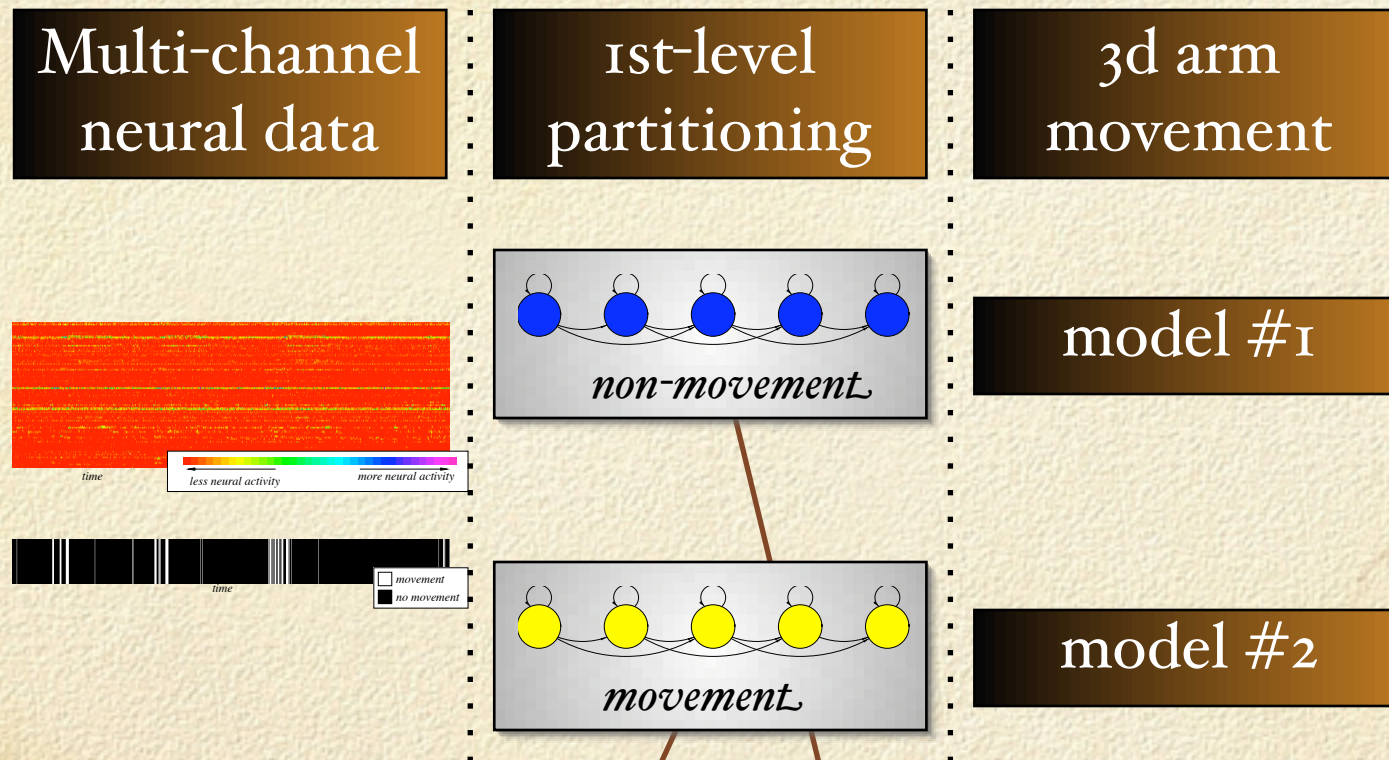 Multi-channel
neural data
1st-level
partitioning
3d arm
movement
non-movement
model #1
time
less neural activity
more neural activity
time
movement
no movement
movement
model #2